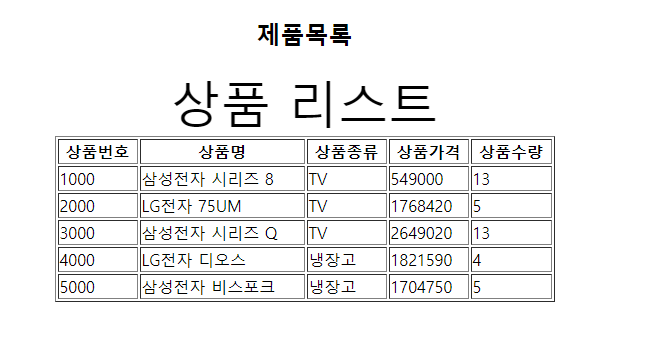 제품목록
상품 리스트
상품번호 상품명 상품종류 상품가격 상품수량
1000 삼성전자 시리즈 8 TV 549000 13
2000 LG전자 75UM TV 1768420 5
3000 삼성전자 시리즈 Q TV 2649020 13
4000 LG전자 디오스 냉장고 1821590 4
5000 삼성전자 비스포크 냉장고 1704750 5